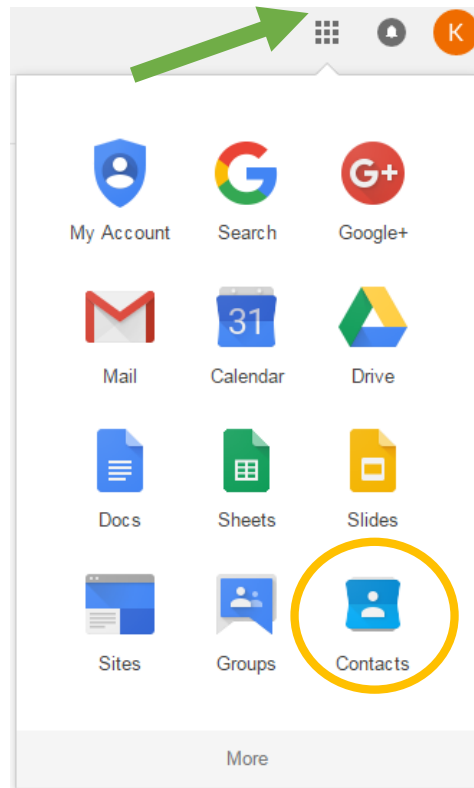 K
My Account Search Google+
G+
31
Mail Calendar Drive
Docs Sheets Slides
Sites Groups Contacts
More